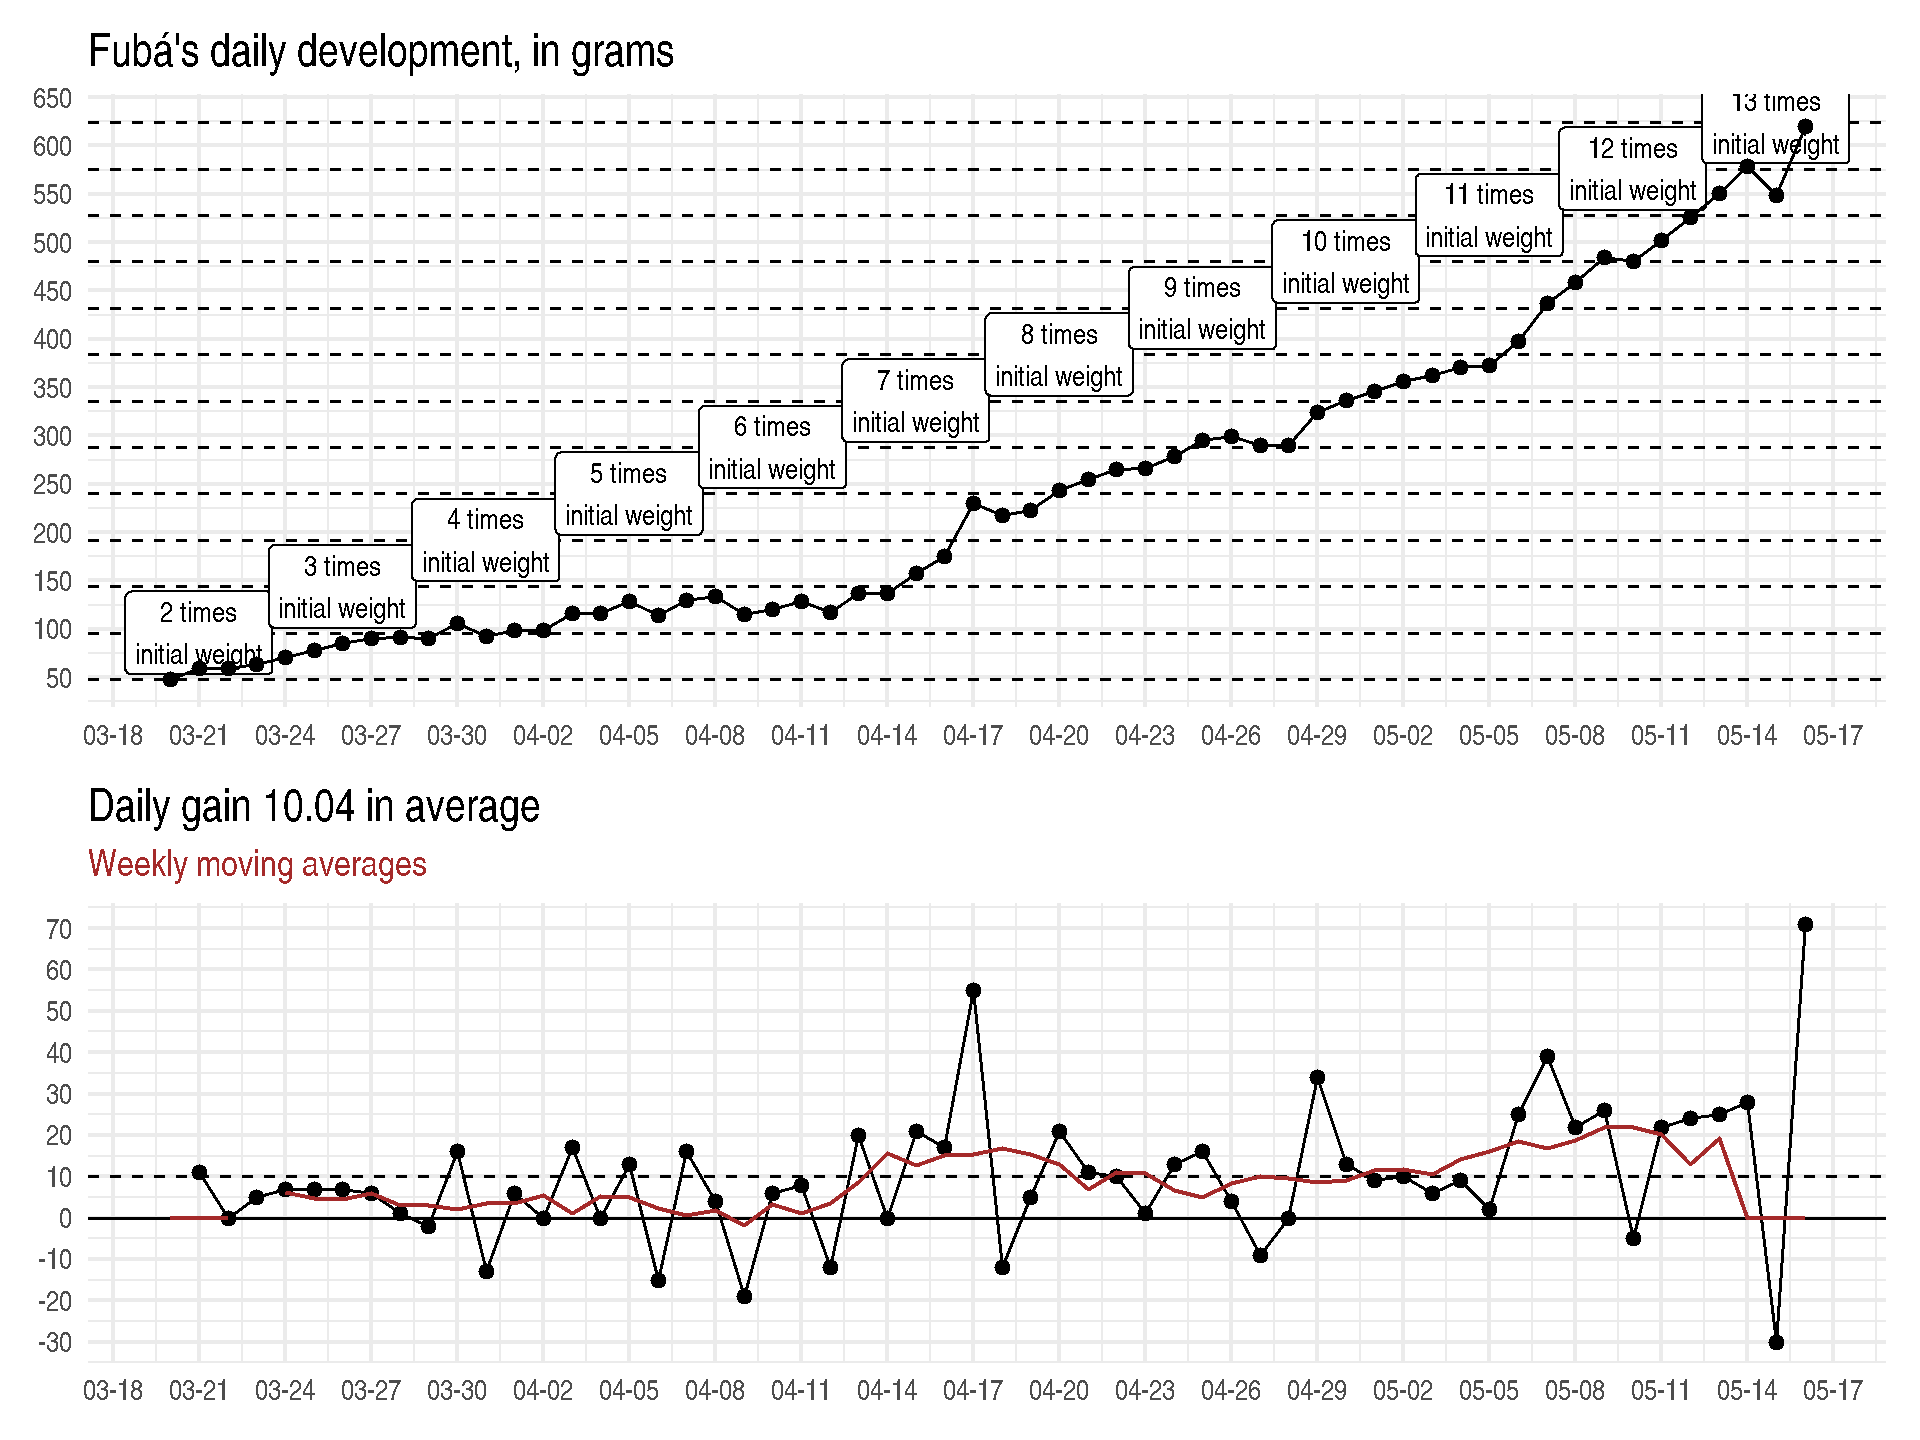 Fubá's daily development, in grams
650
600
550
500
450
400
350
300
250
200
150
100
50
13 times
initial weight
12 times
initial weight
11 times
initial weight
10 times
initial weight
9 times
initial weight
8 times
initial weight
7 times
initial weight
6 times
initial weight
5 times
initial weight
4 times
initial weight
3 times
initial weight
2 times
initial weight
03-18 03-21 03-24 03-27 03-30 04-02 04-05 04-08 04-11 04-14 04-17 04-20 04-23 04-26 04-29 05-02 05-05 05-08 05-11 05-14 05-17
Daily gain 10.04 in average
Weekly moving averages
70
60
50
40
30
20
10
0
-10
-20
-30
03-18 03-21 03-24 03-27 03-30 04-02 04-05 04-08 04-11 04-14 04-17 04-20 04-23 04-26 04-29 05-02 05-05 05-08 05-11 05-14 05-17